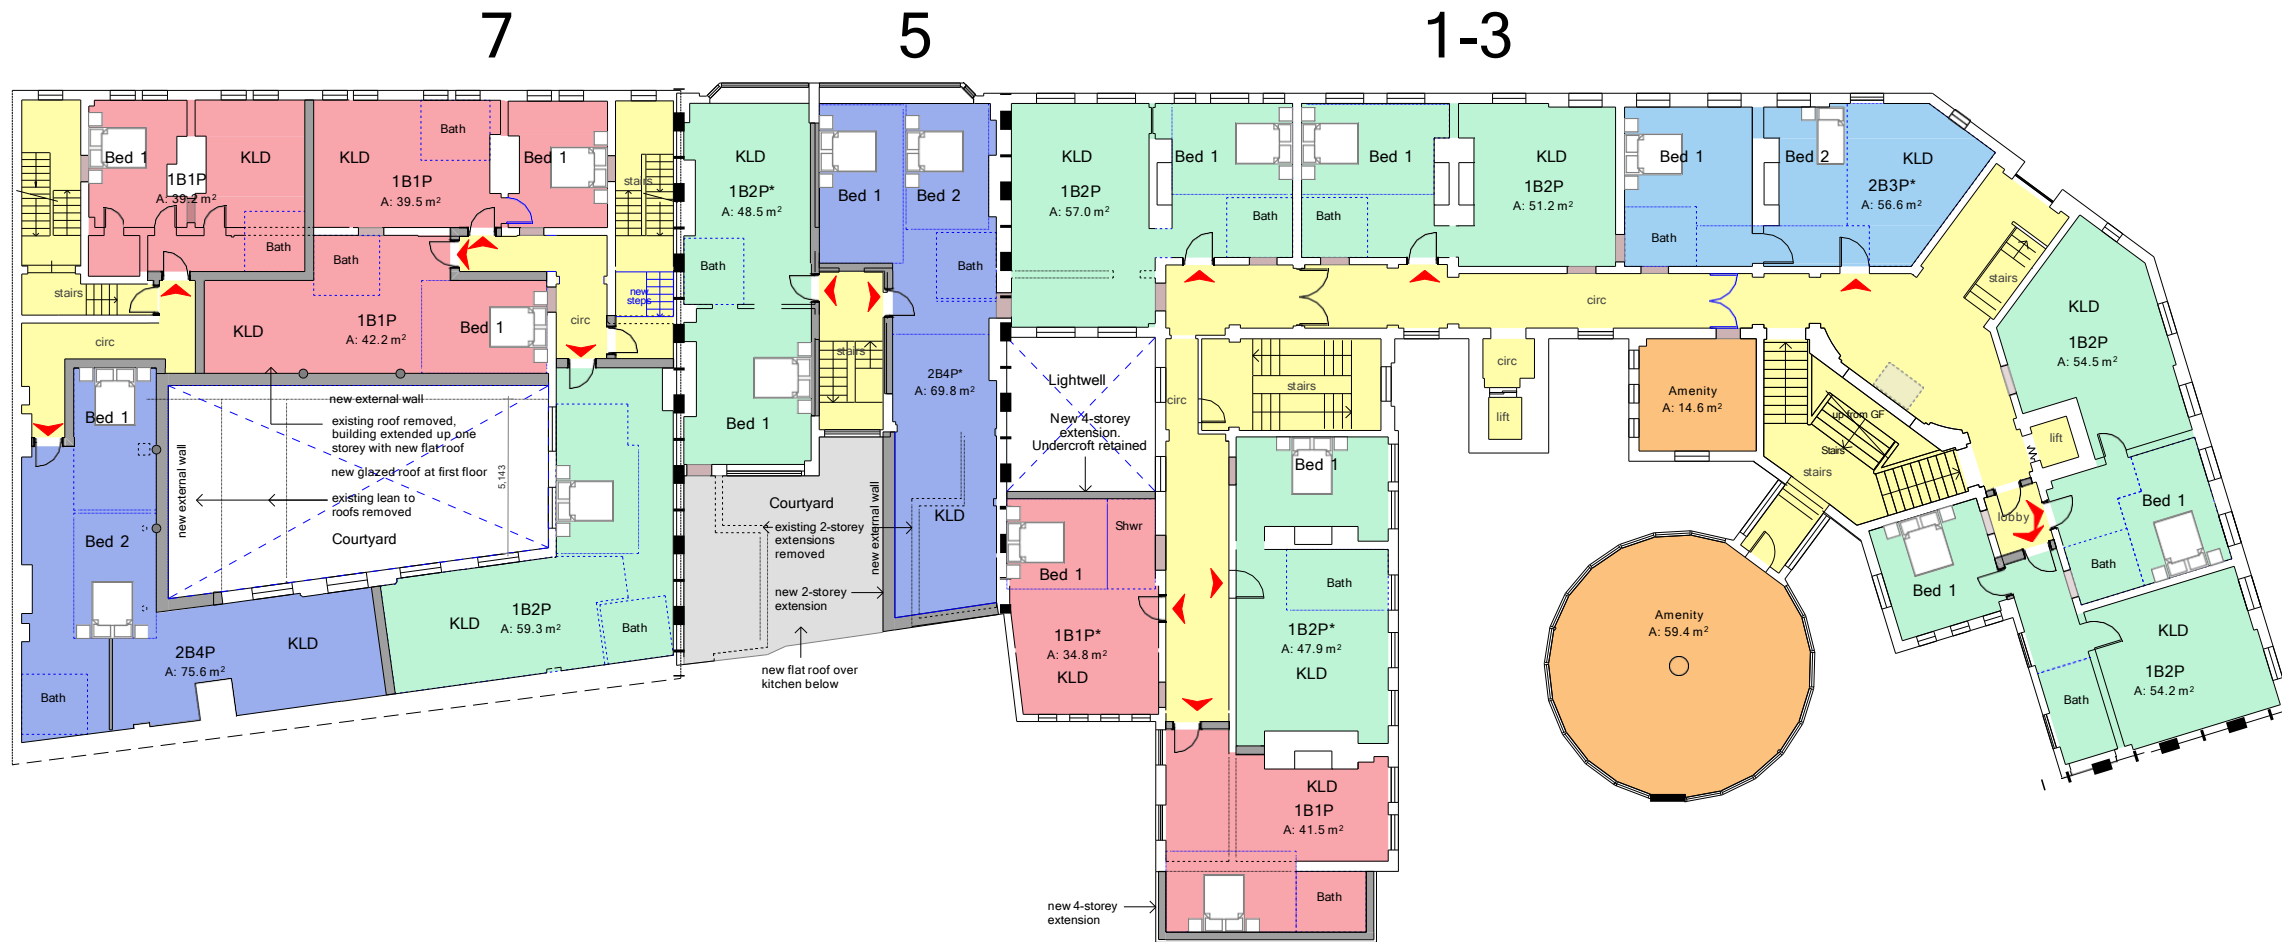 7
5
1-3
Bed 1
1B1P
A: 39.2 m²
KLD
Bath
KLD
1B1P
A: 39.5 m²
Bath
Bed 1
stairs
new
steps
stairs
circ
Bath
KLD
1B1P
A: 42.2 m²
Bed 1
circ
Bed 1
Bed 2
Bath
2B4P
A: 75.6 m²
KLD
new external wall
new external wall
existing roof removed,
building extended up one
storey with new flat roof
new glazed roof at first floor
existing lean to
roofs removed
Courtyard
5,143
KLD
1B2P
A: 59.3 m²
Bath
KLD
1B2P*
A: 48.5 m²
Bath
Bed 1
stairs
Bed 1
Bed 2
Bath
2B4P*
A: 69.8 m²
KLD
Courtyard
existing 2-storey
extensions
removed
new external wall
new 2-storey
extension
new flat roof over
kitchen below
KLD
1B2P
A: 57.0 m²
Bed 1
Bath
Bed 1
Bath
KLD
1B2P
A: 51.2 m²
Bed 1
Bath
Bed 2
KLD
2B3P*
A: 56.6 m²
circ
stairs
Lightwell
New 4-storey
extension.
Undercroft retained
circ
stairs
circ
lift
Amenity
A: 14.6 m²
up from GF
Stairs
stairs
lift
lobby
KLD
1B2P
A: 54.5 m²
Bed 1
Bath
Bed 1
KLD
1B2P
A: 54.2 m²
Bath
Amenity
A: 59.4 m²
Bed 1
Shwr
1B1P*
A: 34.8 m²
KLD
Bed 1
Bath
1B2P*
A: 47.9 m²
KLD
KLD
1B1P
A: 41.5 m²
Bath
new 4-storey
extension